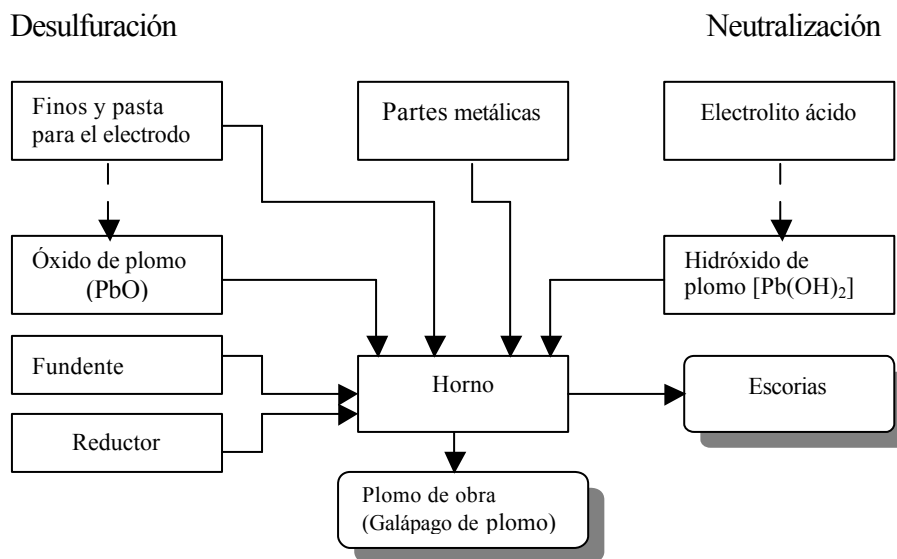 Desulfuración
Neutralización
Finos y pasta
para el electrodo
Partes metálicas
Electrolito ácido
Óxido de plomo
(PbO)
Hidróxido de
plomo [Pb(OH)₂]
Fundente
Horno
Escorias
Reductor
Plomo de obra
(Galápago de plomo)